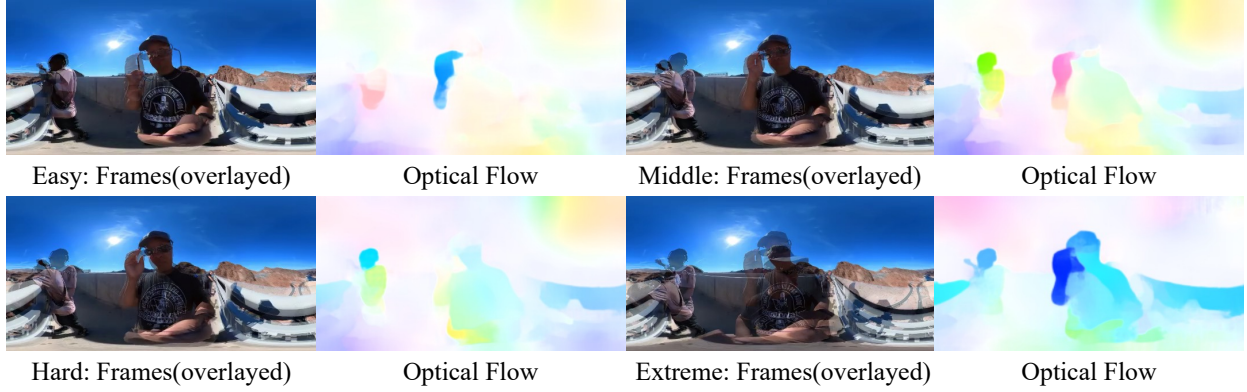 Easy: Frames(overlayed)
Optical Flow
Middle: Frames(overlayed)
Optical Flow
Hard: Frames(overlayed)
Optical Flow
Extreme: Frames(overlayed)
Optical Flow